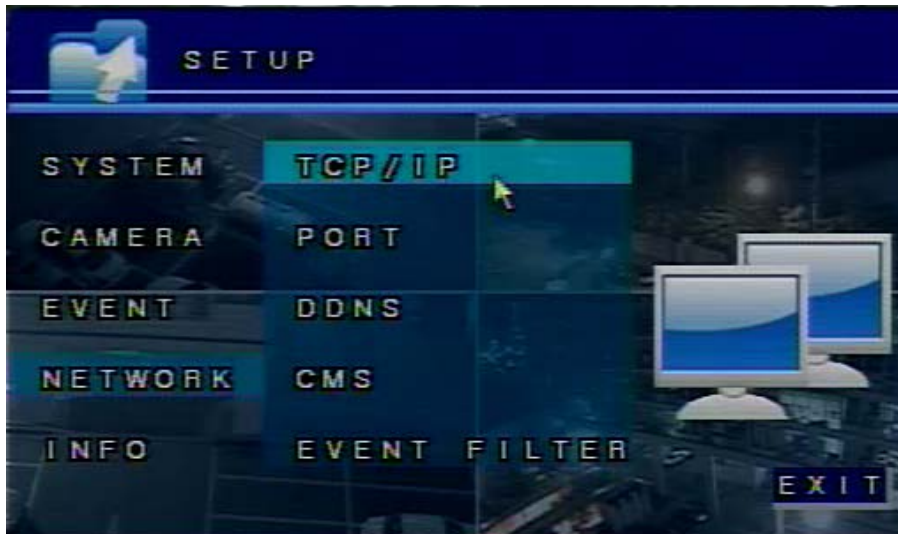 SETUP
SYSTEM
CAMERA
EVENT
NETWORK
INFO
TCP/IP
PORT
DDNS
CMS
EVENT FILTER
EXIT